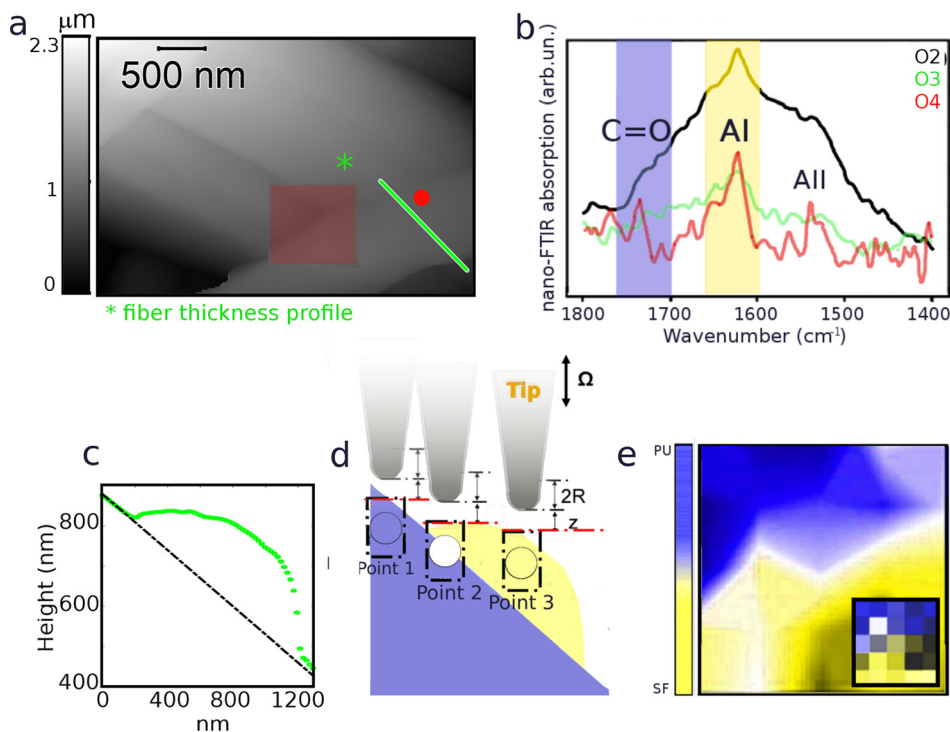 a
μm
2.3
1
0
500 nm
*
* fiber thickness profile
b
nano-FTIR absorption (arb.un.)
O2
O3
O4
C=O
AI
AII
1800
1700
1600
1500
1400
Wavenumber (cm-1)
c
Height (nm)
800
600
400
0
400
800
1200
nm
d
Tip
Ω
2R
z
Point 1
Point 2
Point 3
e
PU
SF